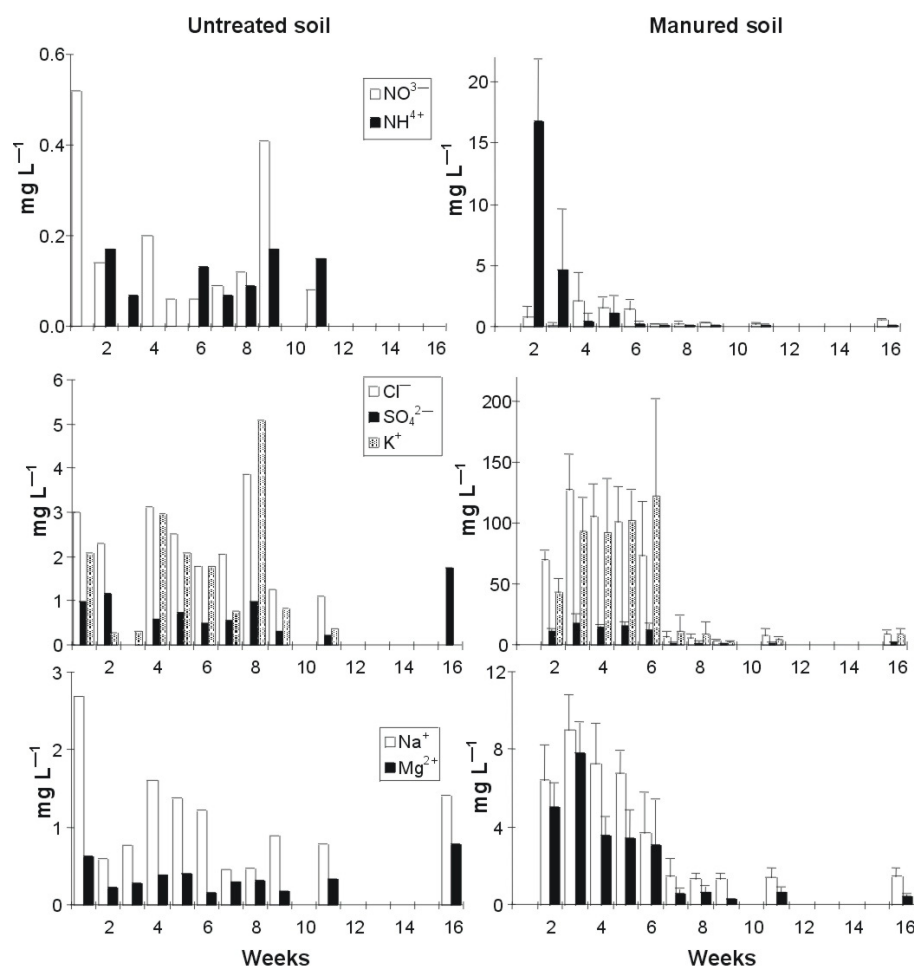 Untreated soil
Manured soil
mg L⁻¹
0.6
0.4
0.2
0.0
NO³⁻
NH⁴⁺
2 4 6 8 10 12 14 16
mg L⁻¹
20
15
10
5
0
2 4 6 8 10 12 14 16
mg L⁻¹
6
5
4
3
2
1
0
Cl⁻
SO₄²⁻
K⁺
2 4 6 8 10 12 14 16
mg L⁻¹
200
150
100
50
0
2 4 6 8 10 12 14 16
mg L⁻¹
3
2
1
0
Na⁺
Mg²⁺
2 4 6 8 10 12 14 16
Weeks
mg L⁻¹
12
8
4
0
2 4 6 8 10 12 14 16
Weeks